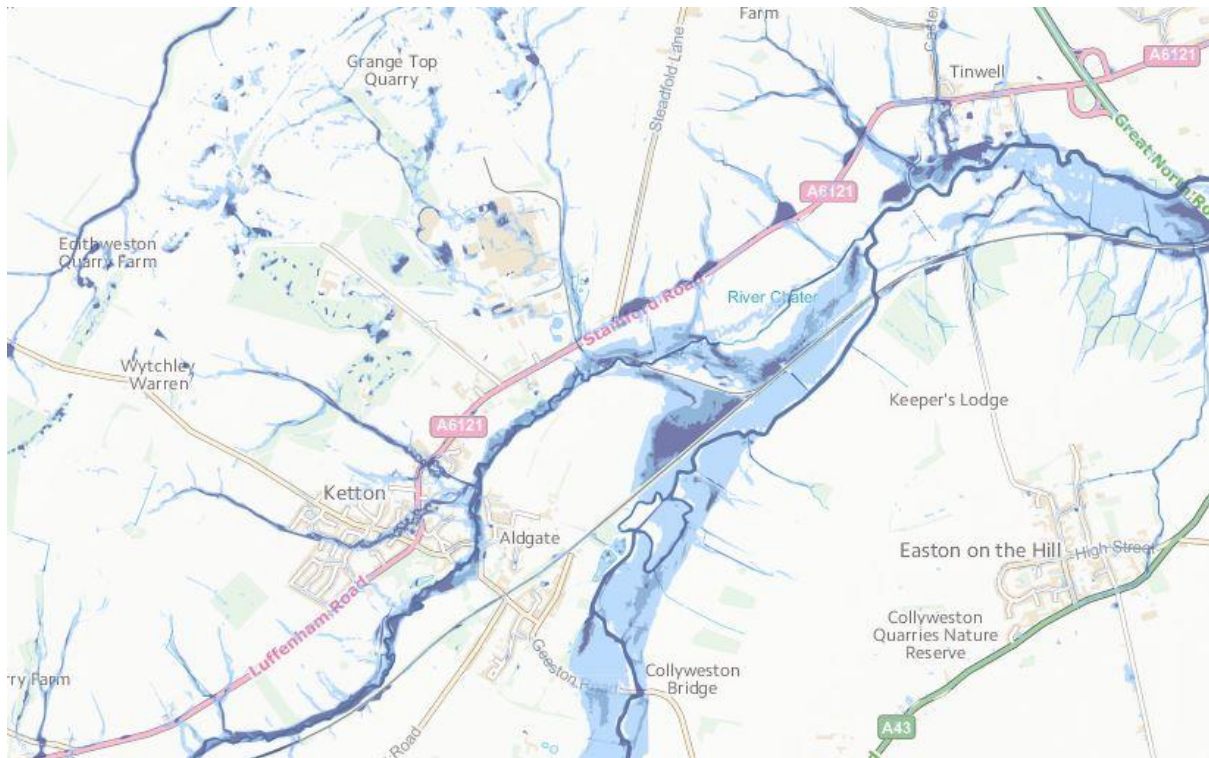 Farm
Caster
Tinwell
A6121
Grange Top
Quarry
Steadfold Lane
Great North Ro
A6121
Edithweston
Quarry Farm
River Chater
Stamford Road
Wytchley
Warren
Keeper's Lodge
A6121
Ketton
Aldgate
Easton on the Hill
High Street
Luffenham Road
Collyweston
Quarries Nature
Reserve
Geeston Road
Collyweston
Bridge
rry Farm
A43
Road